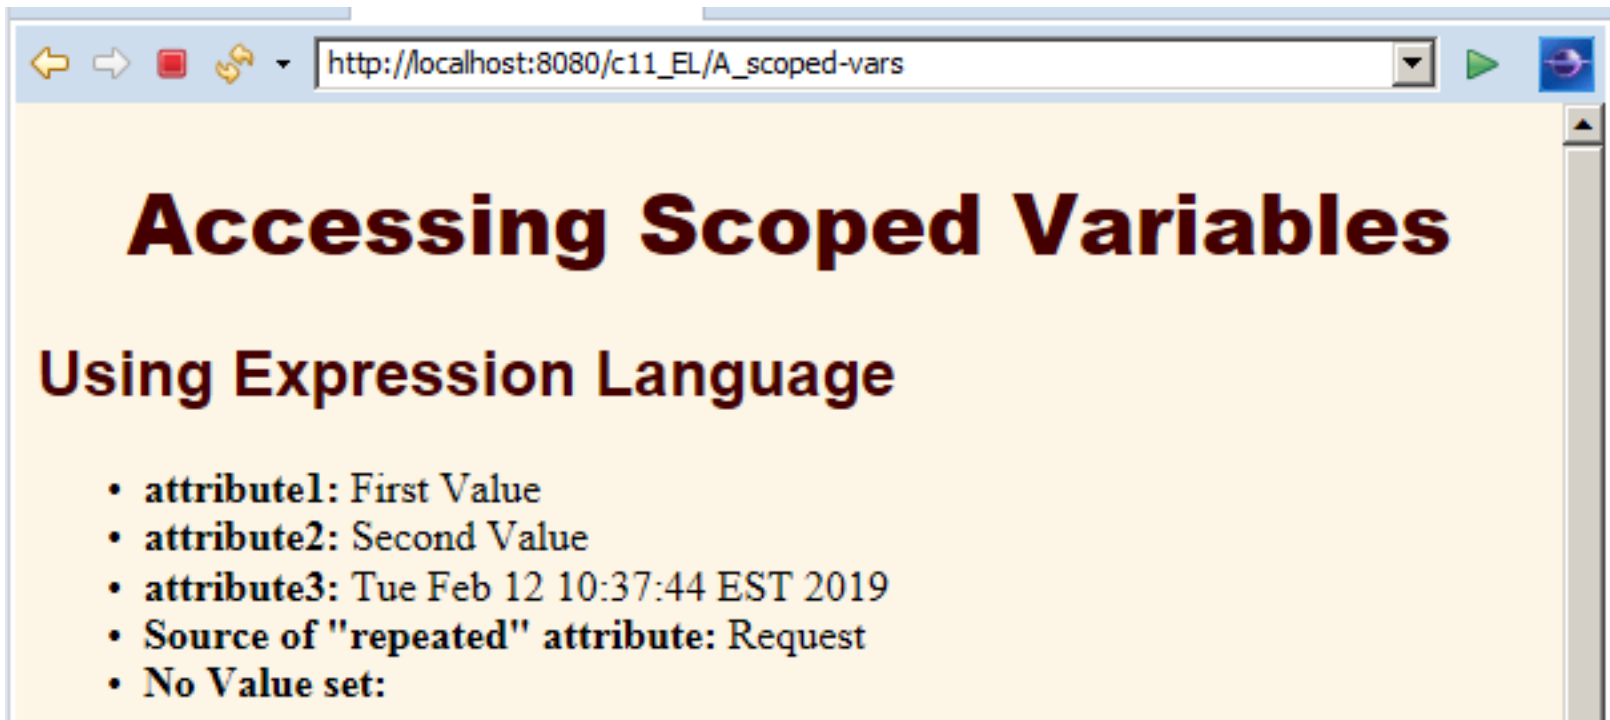 http://localhost:8080/c11_EL/A_scoped-vars
Accessing Scoped Variables
Using Expression Language
• attribute1: First Value
• attribute2: Second Value
• attribute3: Tue Feb 12 10:37:44 EST 2019
• Source of "repeated" attribute: Request
• No Value set: